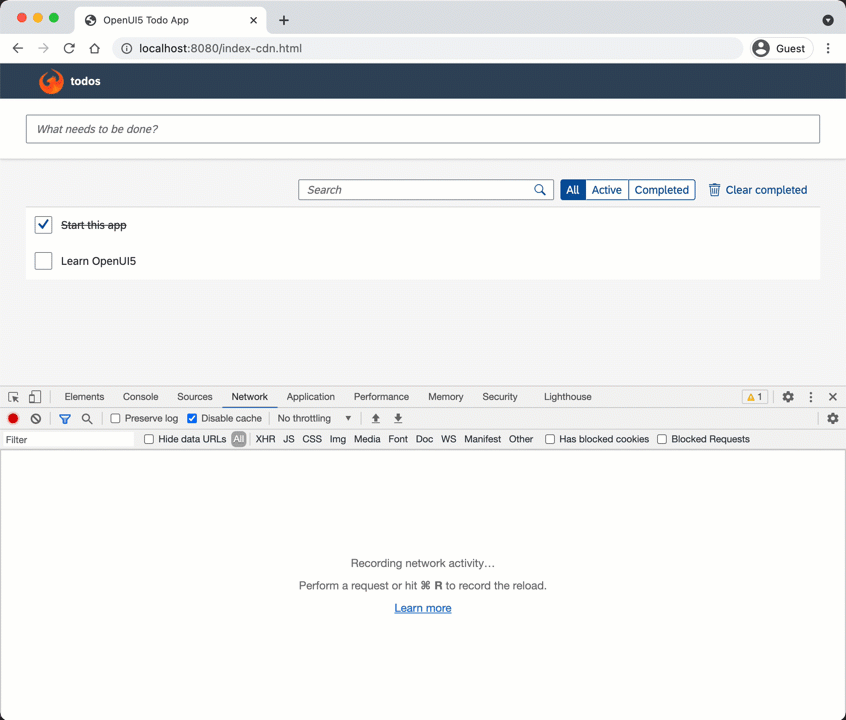 OpenUI5 Todo App
localhost:8080/index-cdn.html
Guest
todos
What needs to be done?
Search
All Active Completed Clear completed
Start this app
Learn OpenUI5
Elements Console Sources Network Application Performance Memory Security Lighthouse 1
Preserve log Disable cache No throttling
Filter Hide data URLs All XHR JS CSS Img Media Font Doc WS Manifest Other Has blocked cookies Blocked Requests
Recording network activity…
Perform a request or hit ⌘ R to record the reload.
Learn more